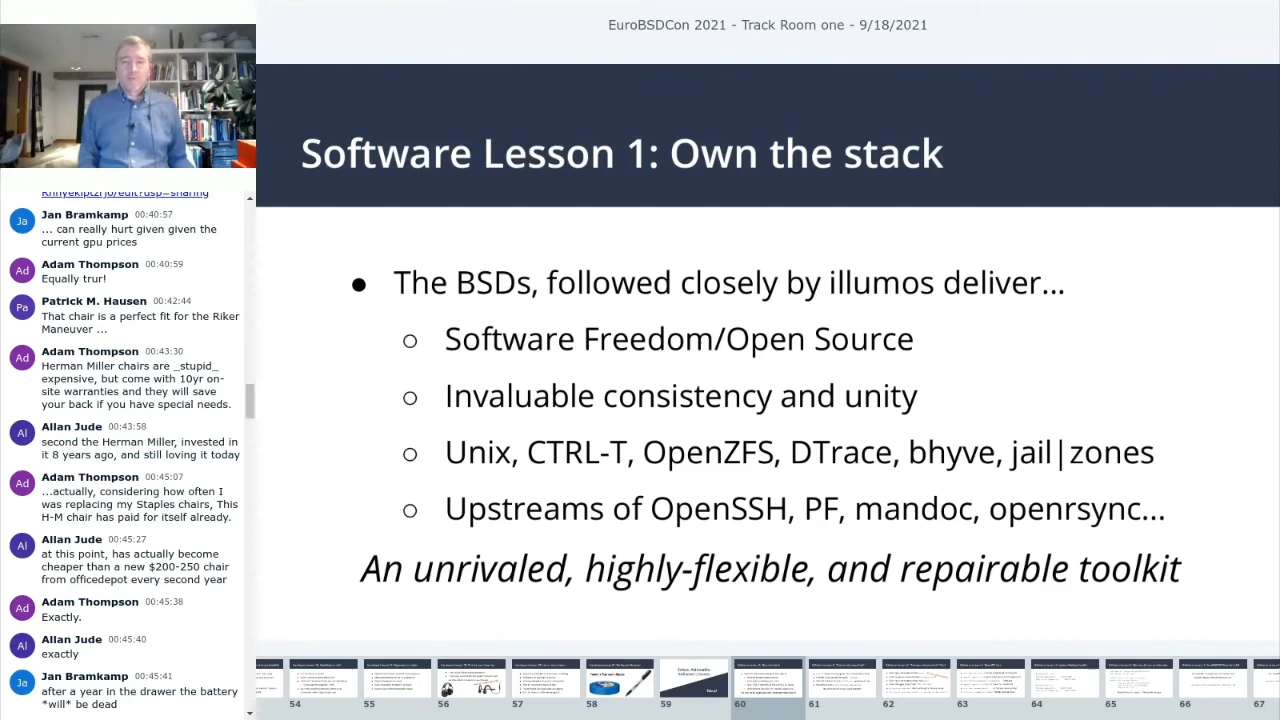 EuroBSDCon 2021 - Track Room one - 9/18/2021
Software Lesson 1: Own the stack
● The BSDs, followed closely by illumos deliver...
○ Software Freedom/Open Source
○ Invaluable consistency and unity
○ Unix, CTRL-T, OpenZFS, DTrace, bhyve, jail|zones
○ Upstreams of OpenSSH, PF, mandoc, openrsync...
An unrivaled, highly-flexible, and repairable toolkit
Ja
Jan Bramkamp 00:40:57
... can really hurt given given the
current gpu prices
Ad
Adam Thompson 00:40:59
Equally trur!
Pa
Patrick M. Hausen 00:42:44
That chair is a perfect fit for the Riker
Maneuver ...
Ad
Adam Thompson 00:43:30
Herman Miller chairs are _stupid_
expensive, but come with 10yr on-
site warranties and they will save
your back if you have special needs.
Al
Allan Jude 00:43:58
second the Herman Miller, invested in
it 8 years ago, and still loving it today
Ad
Adam Thompson 00:45:07
...actually, considering how often I
was replacing my Staples chairs, This
H-M chair has paid for itself already.
Al
Allan Jude 00:45:27
at this point, has actually become
cheaper than a new $200-250 chair
from officedepot every second year
Ad
Adam Thompson 00:45:38
Exactly.
Al
Allan Jude 00:45:40
exactly
Ja
Jan Bramkamp 00:45:41
after a year in the drawer the battery
*will* be dead
55
56
57
58
59
60
61
62
63
64
65
66
67